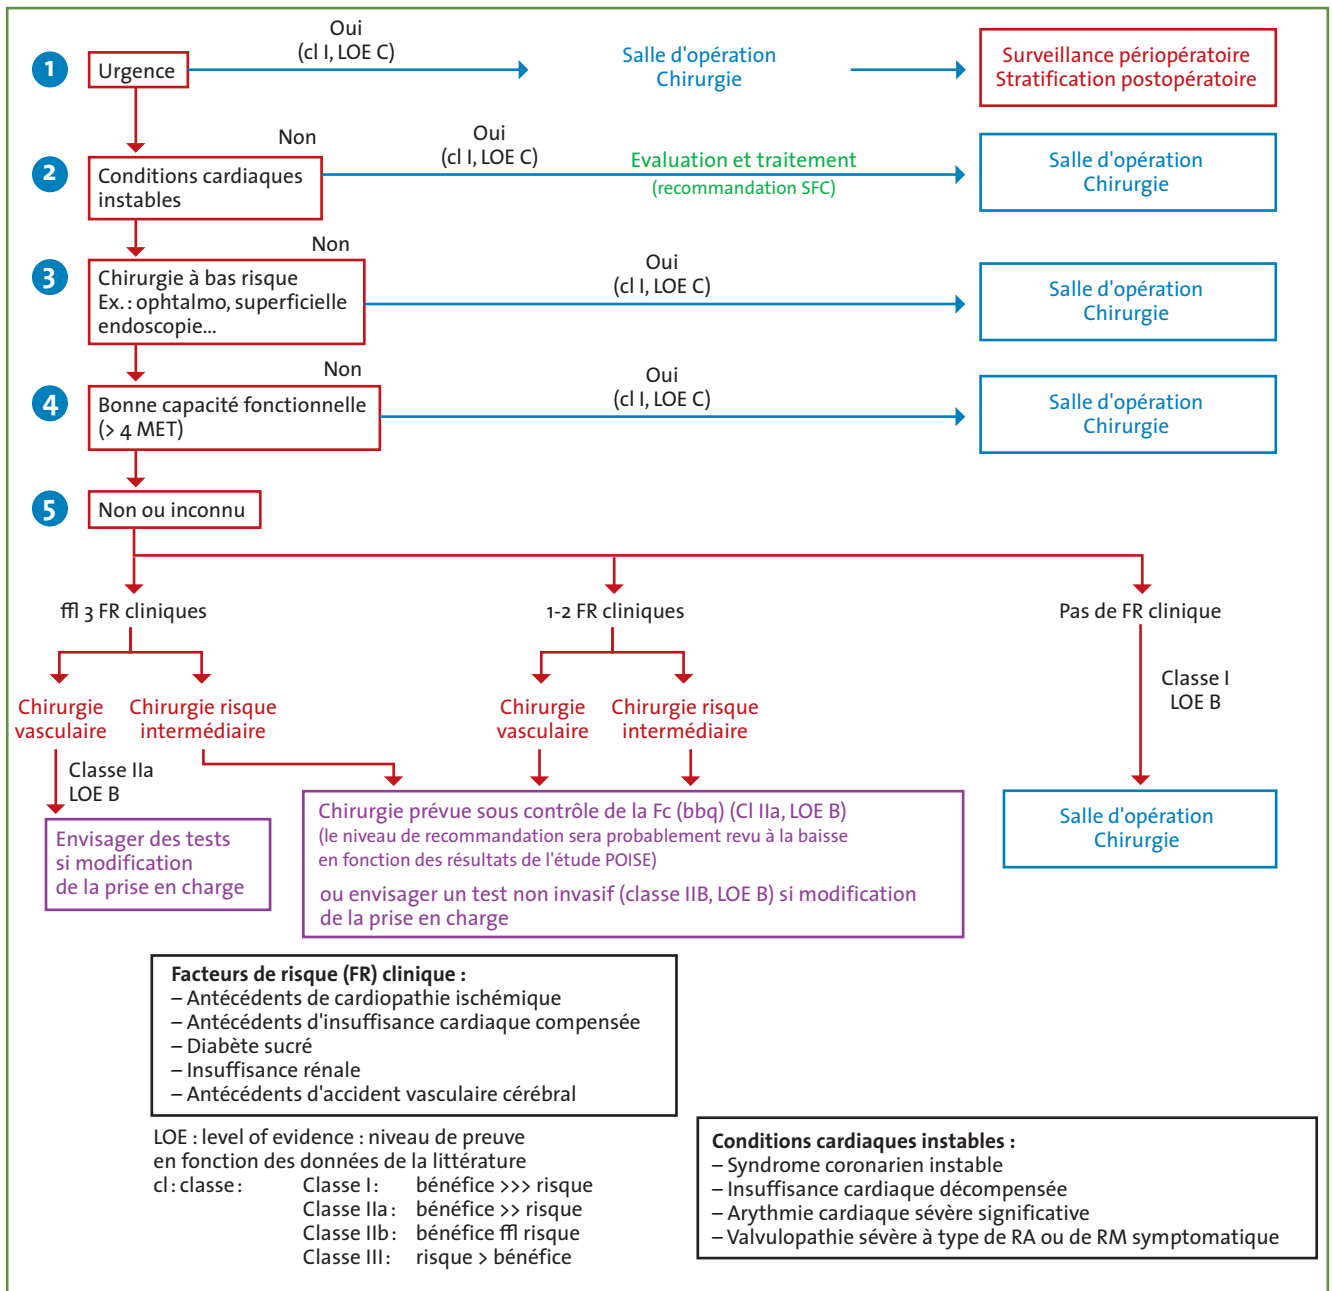 Oui
(cl I, LOE C)
1
Urgence
Salle d'opération
Chirurgie
Surveillance périopératoire
Stratification postopératoire
Non
Oui
(cl I, LOE C)
2
Conditions cardiaques
instables
Evaluation et traitement
(recommandation SFC)
Salle d'opération
Chirurgie
Non
3
Chirurgie à bas risque
Ex.: ophtalmo, superficielle
endoscopie...
Oui
(cl I, LOE C)
Salle d'opération
Chirurgie
Non
4
Bonne capacité fonctionnelle
(> 4 MET)
Oui
(cl I, LOE C)
Salle d'opération
Chirurgie
5
Non ou inconnu
ffl 3 FR cliniques
1-2 FR cliniques
Pas de FR clinique
Chirurgie
vasculaire
Chirurgie risque
intermédiaire
Chirurgie
vasculaire
Chirurgie risque
intermédiaire
Classe I
LOE B
Classe IIa
LOE B
Envisager des tests
si modification
de la prise en charge
Chirurgie prévue sous contrôle de la Fc (bbq) (Cl IIa, LOE B)
(le niveau de recommandation sera probablement revu à la baisse
en fonction des résultats de l'étude POISE)
ou envisager un test non invasif (classe IIB, LOE B) si modification
de la prise en charge
Salle d'opération
Chirurgie
Facteurs de risque (FR) clinique :
– Antécédents de cardiopathie ischémique
– Antécédents d'insuffisance cardiaque compensée
– Diabète sucré
– Insuffisance rénale
– Antécédents d'accident vasculaire cérébral
LOE : level of evidence : niveau de preuve
en fonction des données de la littérature
cl : classe : Classe I : bénéfice >>> risque
Classe IIa : bénéfice >> risque
Classe IIb : bénéfice ffl risque
Classe III : risque > bénéfice
Conditions cardiaques instables :
– Syndrome coronarien instable
– Insuffisance cardiaque décompensée
– Arythmie cardiaque sévère significative
– Valvulopathie sévère à type de RA ou de RM symptomatique